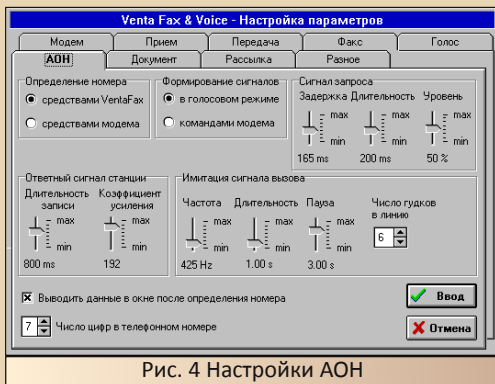 Venta Fax & Voice - Настройка параметров
Модем Прием Передача Факс Голос
АОН Документ Рассылка Разное
Определение номера
средствами VentaFax
средствами модема
Формирование сигналов
в голосовом режиме
командами модема
Сигнал запроса
Задержка Длительность Уровень
max max max
min min min
165 ms 200 ms 50 %
Ответный сигнал станции
Длительность записи Коэффициент усиления
max max
min min
800 ms 192
Имитация сигнала вызова
Частота Длительность Пауза
max max max
min min min
425 Hz 1.00 s 3.00 s
Число гудков
в линию
6
Выводить данные в окне после определения номера
7 Число цифр в телефонном номере
Ввод
Отмена
Рис. 4 Настройки АОН